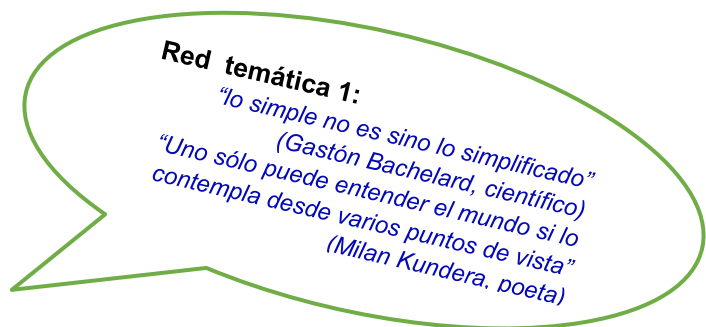 Red temática 1:
“lo simple no es sino lo simplificado”
(Gastón Bachelard, científico)
“Uno sólo puede entender el mundo si lo
contempla desde varios puntos de vista”
(Milan Kundera, poeta)